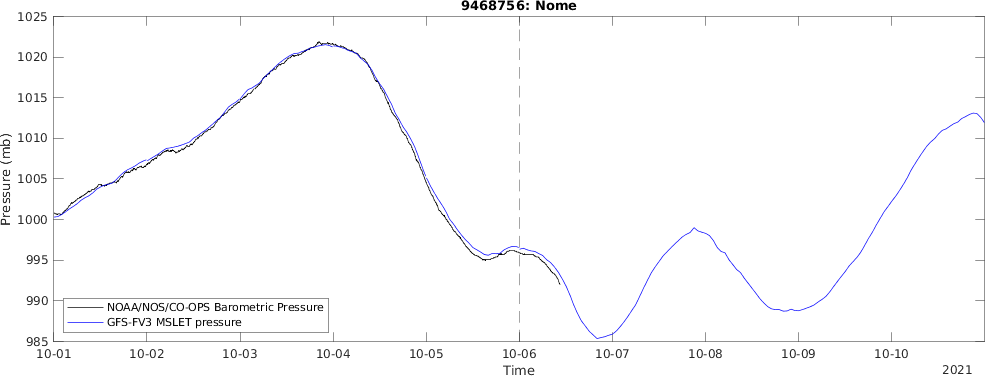 9468756: Nome
Pressure (mb)
1025
1020
1015
1010
1005
1000
995
990
985
NOAA/NOS/CO-OPS Barometric Pressure
GFS-FV3 MSLET pressure
10-01 10-02 10-03 10-04 10-05 10-06 10-07 10-08 10-09 10-10
Time
2021